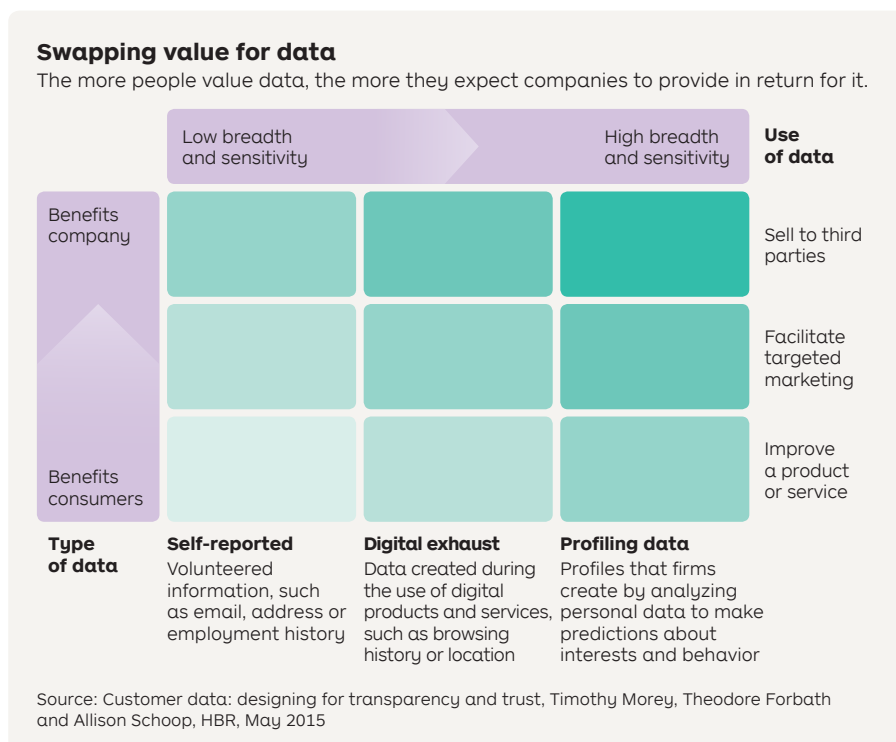 Swapping value for data
The more people value data, the more they expect companies to provide in return for it.
Low breadth
and sensitivity
High breadth
and sensitivity
Use
of data
Benefits
company
Sell to third
parties
Facilitate
targeted
marketing
Benefits
consumers
Improve
a product
or service
Type
of data
Self-reported
Volunteered
information, such
as email, address or
employment history
Digital exhaust
Data created during
the use of digital
products and services,
such as browsing
history or location
Profiling data
Profiles that firms
create by analyzing
personal data to make
predictions about
interests and behavior
Source: Customer data: designing for transparency and trust, Timothy Morey, Theodore Forbath
and Allison Schoop, HBR, May 2015